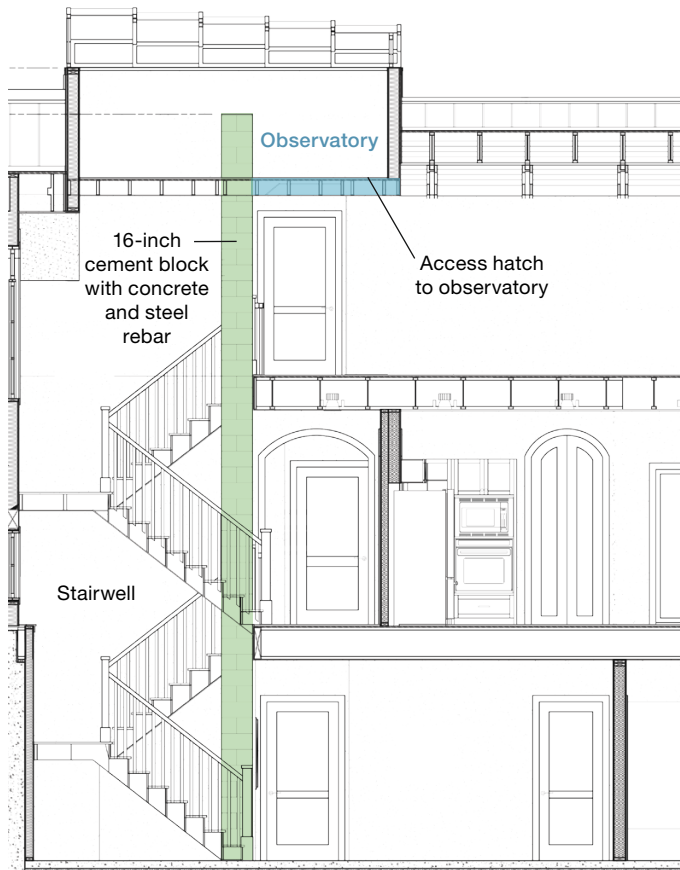 Observatory
16-inch
cement block
with concrete
and steel
rebar
Access hatch
to observatory
Stairwell